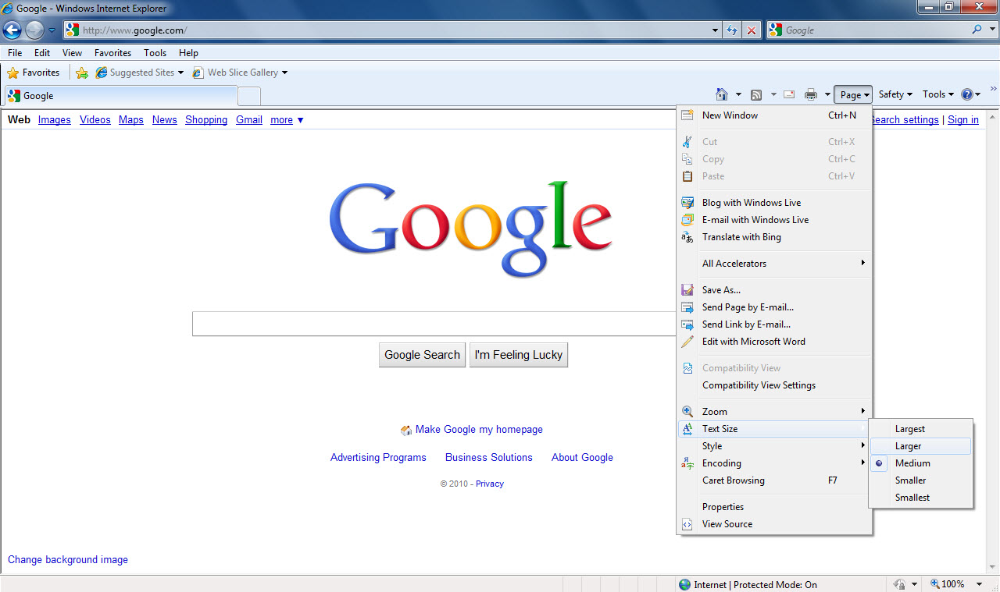 Google - Windows Internet Explorer
http://www.google.com/
Google
File Edit View Favorites Tools Help
Favorites Suggested Sites Web Slice Gallery
Google
Page Safety Tools
Web Images Videos Maps News Shopping Gmail more
Search settings | Sign in
Google
Google Search I'm Feeling Lucky
Make Google my homepage
Advertising Programs Business Solutions About Google
© 2010 - Privacy
Change background image
New Window Ctrl+N
Cut Ctrl+X
Copy Ctrl+C
Paste Ctrl+V
Blog with Windows Live
E-mail with Windows Live
Translate with Bing
All Accelerators
Save As...
Send Page by E-mail...
Send Link by E-mail...
Edit with Microsoft Word
Compatibility View
Compatibility View Settings
Zoom
Text Size
Style
Encoding
Caret Browsing F7
Properties
View Source
Largest
Larger
Medium
Smaller
Smallest
Internet | Protected Mode: On
100%